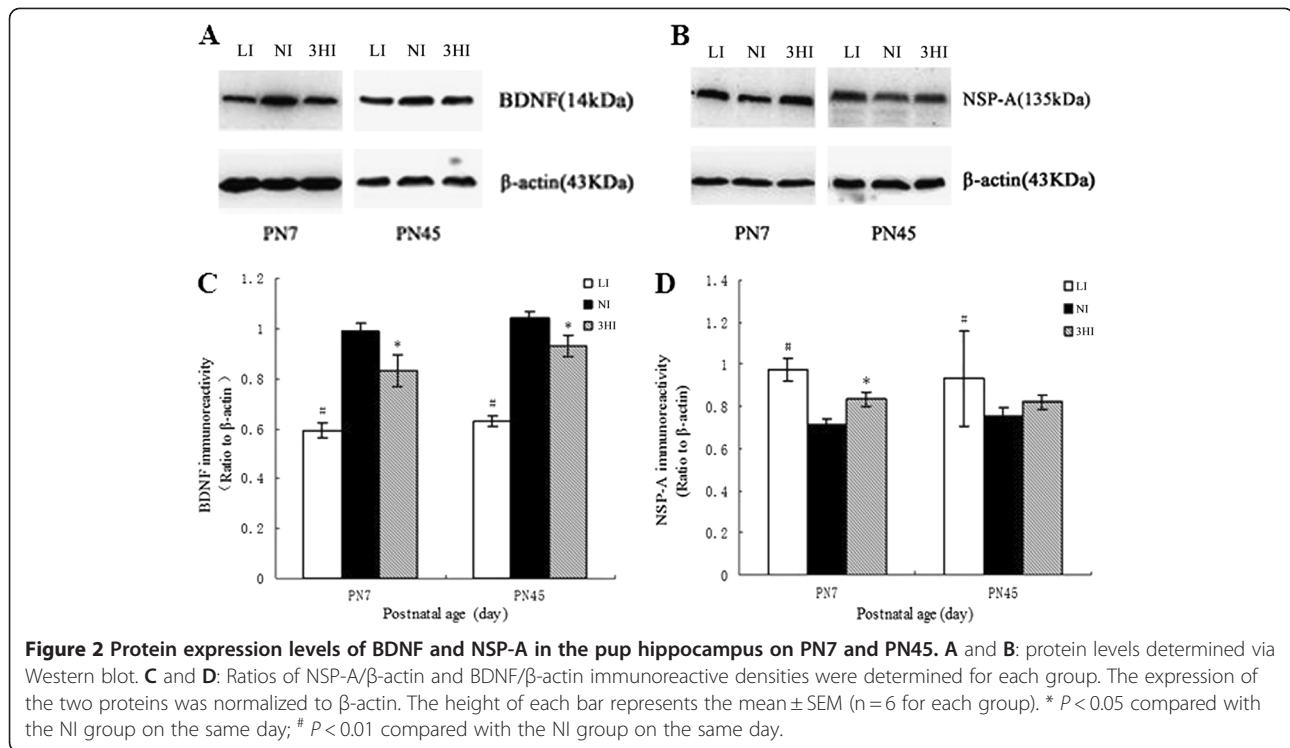 A
B
LI NI 3HI LI NI 3HI
LI NI 3HI LI NI 3HI
BDNF(14kDa)
NSP-A(135kDa)
β-actin(43KDa)
β-actin(43KDa)
PN7 PN45
PN7 PN45
C
1.2
1
0.8
0.6
0.4
0.2
0
BDNF immunoreactivity
(Ratio to β-actin)
#
*
#
*
LI
NI
3HI
PN7 PN45
Postnatal age (day)
D
1.4
1.2
1
0.8
0.6
0.4
0.2
0
NSP-A immunoreactivity
(Ratio to β-actin)
#
*
#
LI
NI
3HI
PN7 PN45
Postnatal age (day)
Figure 2 Protein expression levels of BDNF and NSP-A in the pup hippocampus on PN7 and PN45. A and B: protein levels determined via
Western blot. C and D: Ratios of NSP-A/β-actin and BDNF/β-actin immunoreactive densities were determined for each group. The expression of
the two proteins was normalized to β-actin. The height of each bar represents the mean ± SEM (n = 6 for each group). * P < 0.05 compared with
the NI group on the same day; # P < 0.01 compared with the NI group on the same day.